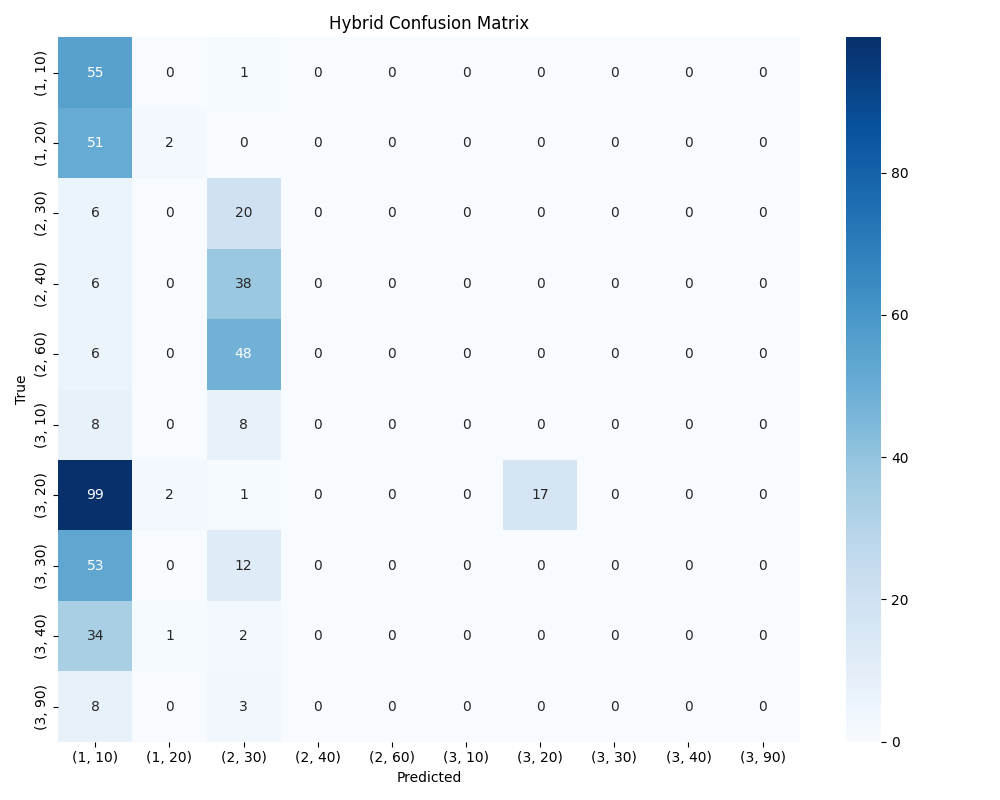 Hybrid Confusion Matrix
(1, 10) 55 0 1 0 0 0 0 0 0 0
(1, 20) 51 2 0 0 0 0 0 0 0 0
(2, 30) 6 0 20 0 0 0 0 0 0 0
(2, 40) 6 0 38 0 0 0 0 0 0 0
(2, 60) 6 0 48 0 0 0 0 0 0 0
(3, 10) 8 0 8 0 0 0 0 0 0 0
(3, 20) 99 2 1 0 0 0 17 0 0 0
(3, 30) 53 0 12 0 0 0 0 0 0 0
(3, 40) 34 1 2 0 0 0 0 0 0 0
(3, 90) 8 0 3 0 0 0 0 0 0 0
True
(1, 10) (1, 20) (2, 30) (2, 40) (2, 60) (3, 10) (3, 20) (3, 30) (3, 40) (3, 90)
Predicted
80
60
40
20
0